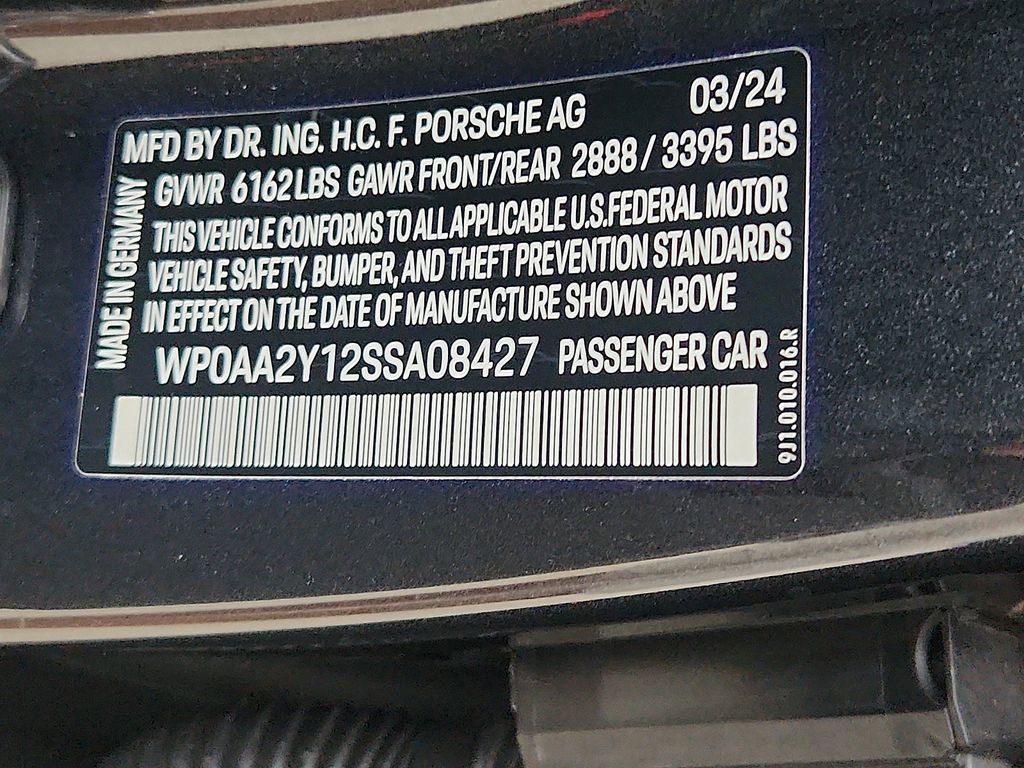 MFD BY DR. ING. H.C. F. PORSCHE AG 03/24
GVWR 6162 LBS GAWR FRONT/REAR 2888 / 3395 LBS
THIS VEHICLE CONFORMS TO ALL APPLICABLE U.S. FEDERAL MOTOR
VEHICLE SAFETY, BUMPER, AND THEFT PREVENTION STANDARDS
IN EFFECT ON THE DATE OF MANUFACTURE SHOWN ABOVE
WP0AA2Y12SSA08427 PASSENGER CAR
MADE IN GERMANY
9J1.010.016.R